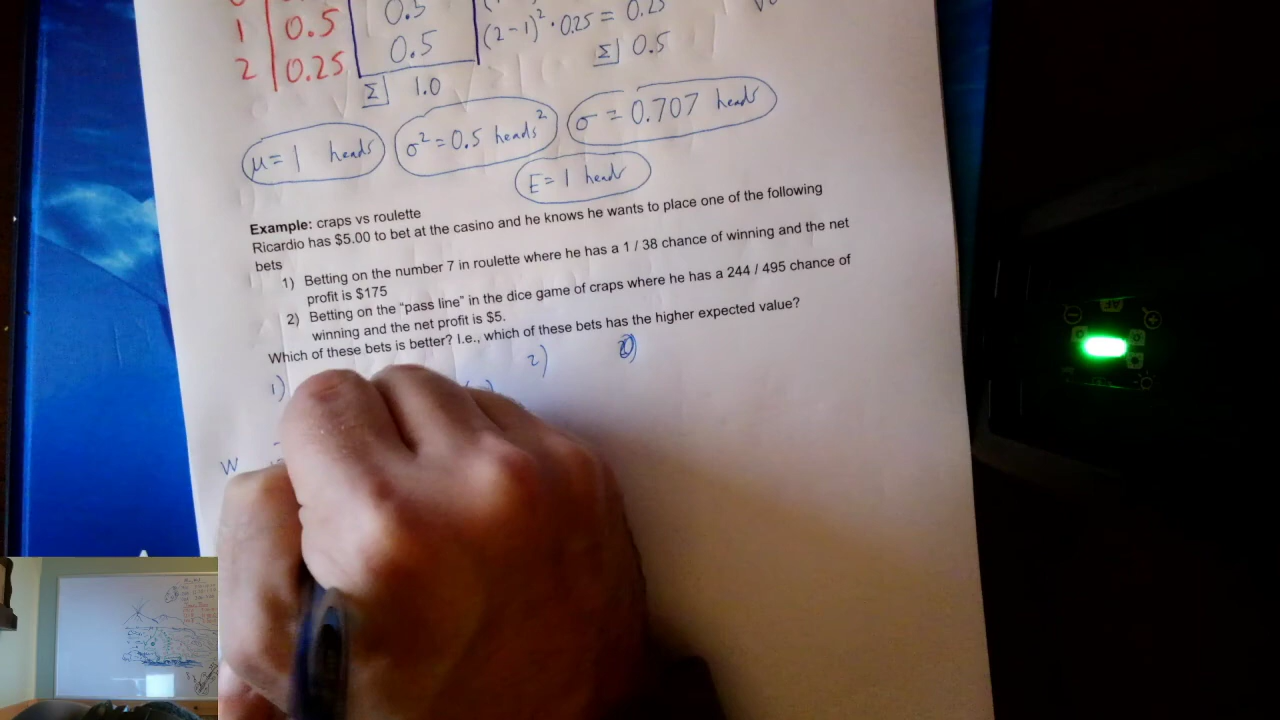 1 0.5 0.5
2 0.25 0.5 (2-1)² · 0.25 = 0.25
Σ 1.0 Σ 0.5
μ = 1 heads σ² = 0.5 heads² σ = 0.707 heads
E = 1 head
Example: craps vs roulette
Ricardio has $5.00 to bet at the casino and he knows he wants to place one of the following
bets
1) Betting on the number 7 in roulette where he has a 1 / 38 chance of winning and the net
profit is $175
2) Betting on the “pass line” in the dice game of craps where he has a 244 / 495 chance of
winning and the net profit is $5.
Which of these bets is better? I.e., which of these bets has the higher expected value?
1) 2)
W
AF